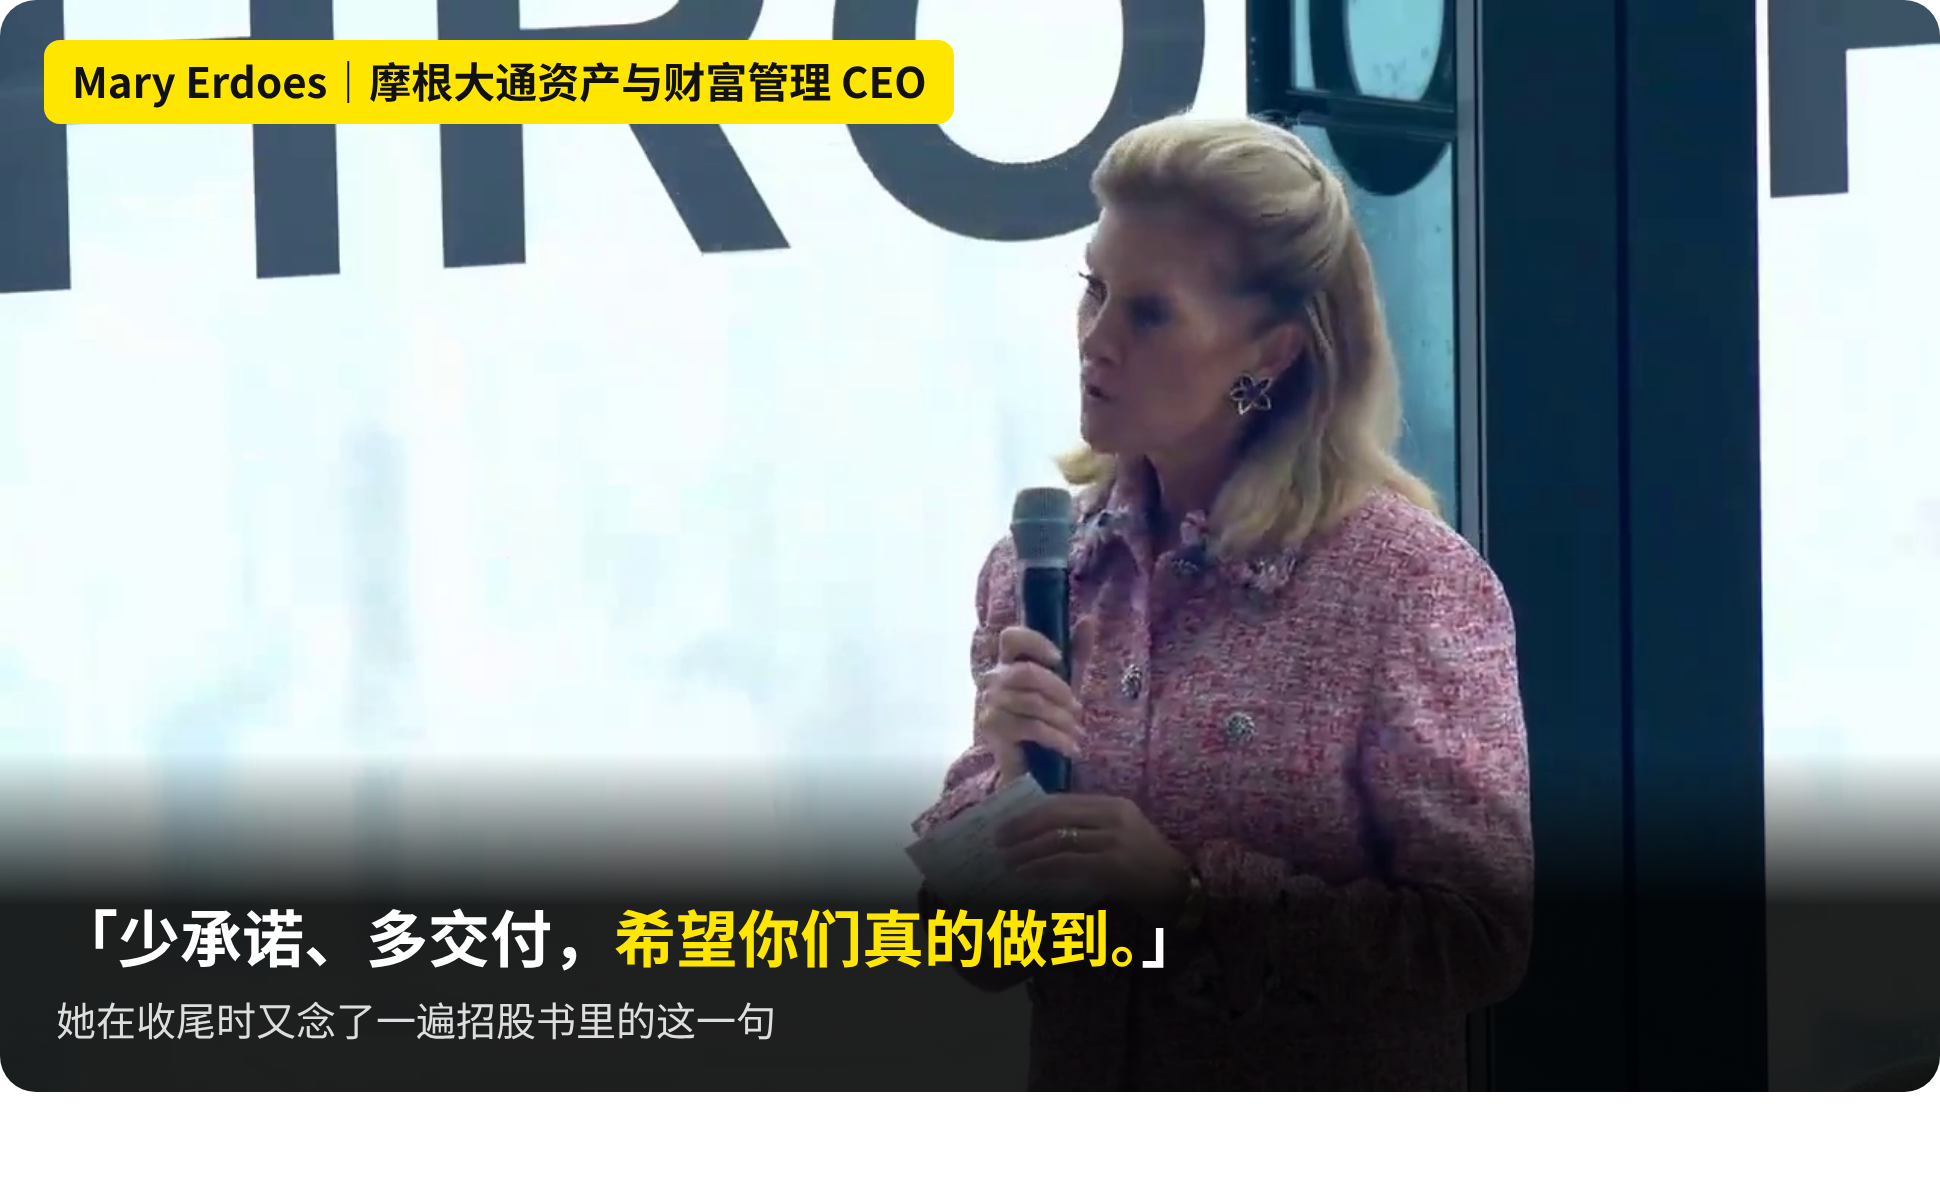 HRO
Mary Erdoes｜摩根大通资产与财富管理 CEO
「少承诺、多交付，希望你们真的做到。」
她在收尾时又念了一遍招股书里的这一句